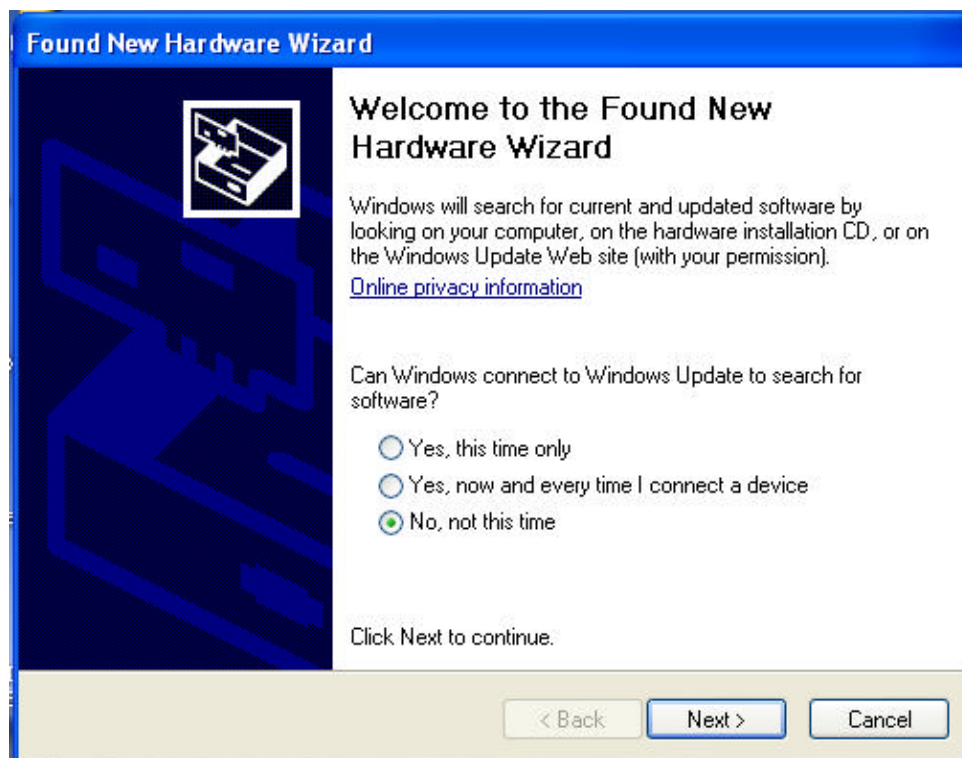 Found New Hardware Wizard
Welcome to the Found New
Hardware Wizard
Windows will search for current and updated software by
looking on your computer, on the hardware installation CD, or on
the Windows Update Web site (with your permission).
Online privacy information
Can Windows connect to Windows Update to search for
software?
Yes, this time only
Yes, now and every time I connect a device
No, not this time
Click Next to continue.
< Back Next > Cancel